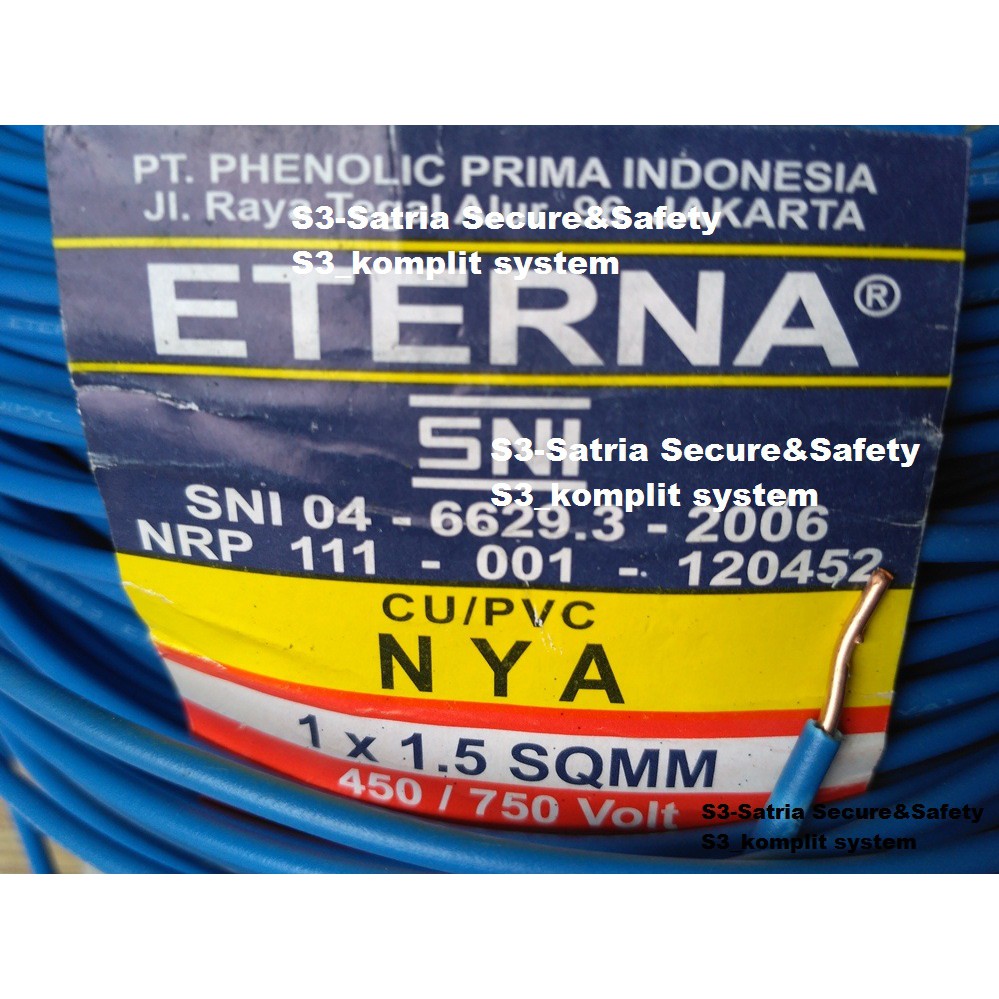 PT. PHENOLIC PRIMA INDONESIA
Jl. Raya Tegal Alur 98 JAKARTA
S3-Satria Secure&Safety
S3_komplit system
ETERNA®
SNI
S3-Satria Secure&Safety
S3_komplit system
SNI 04 - 6629.3 - 2006
NRP 111 - 001 - 120452
CU/PVC
NYA
1 x 1.5 SQMM
450 / 750 Volt
S3-Satria Secure&Safety
S3_komplit system